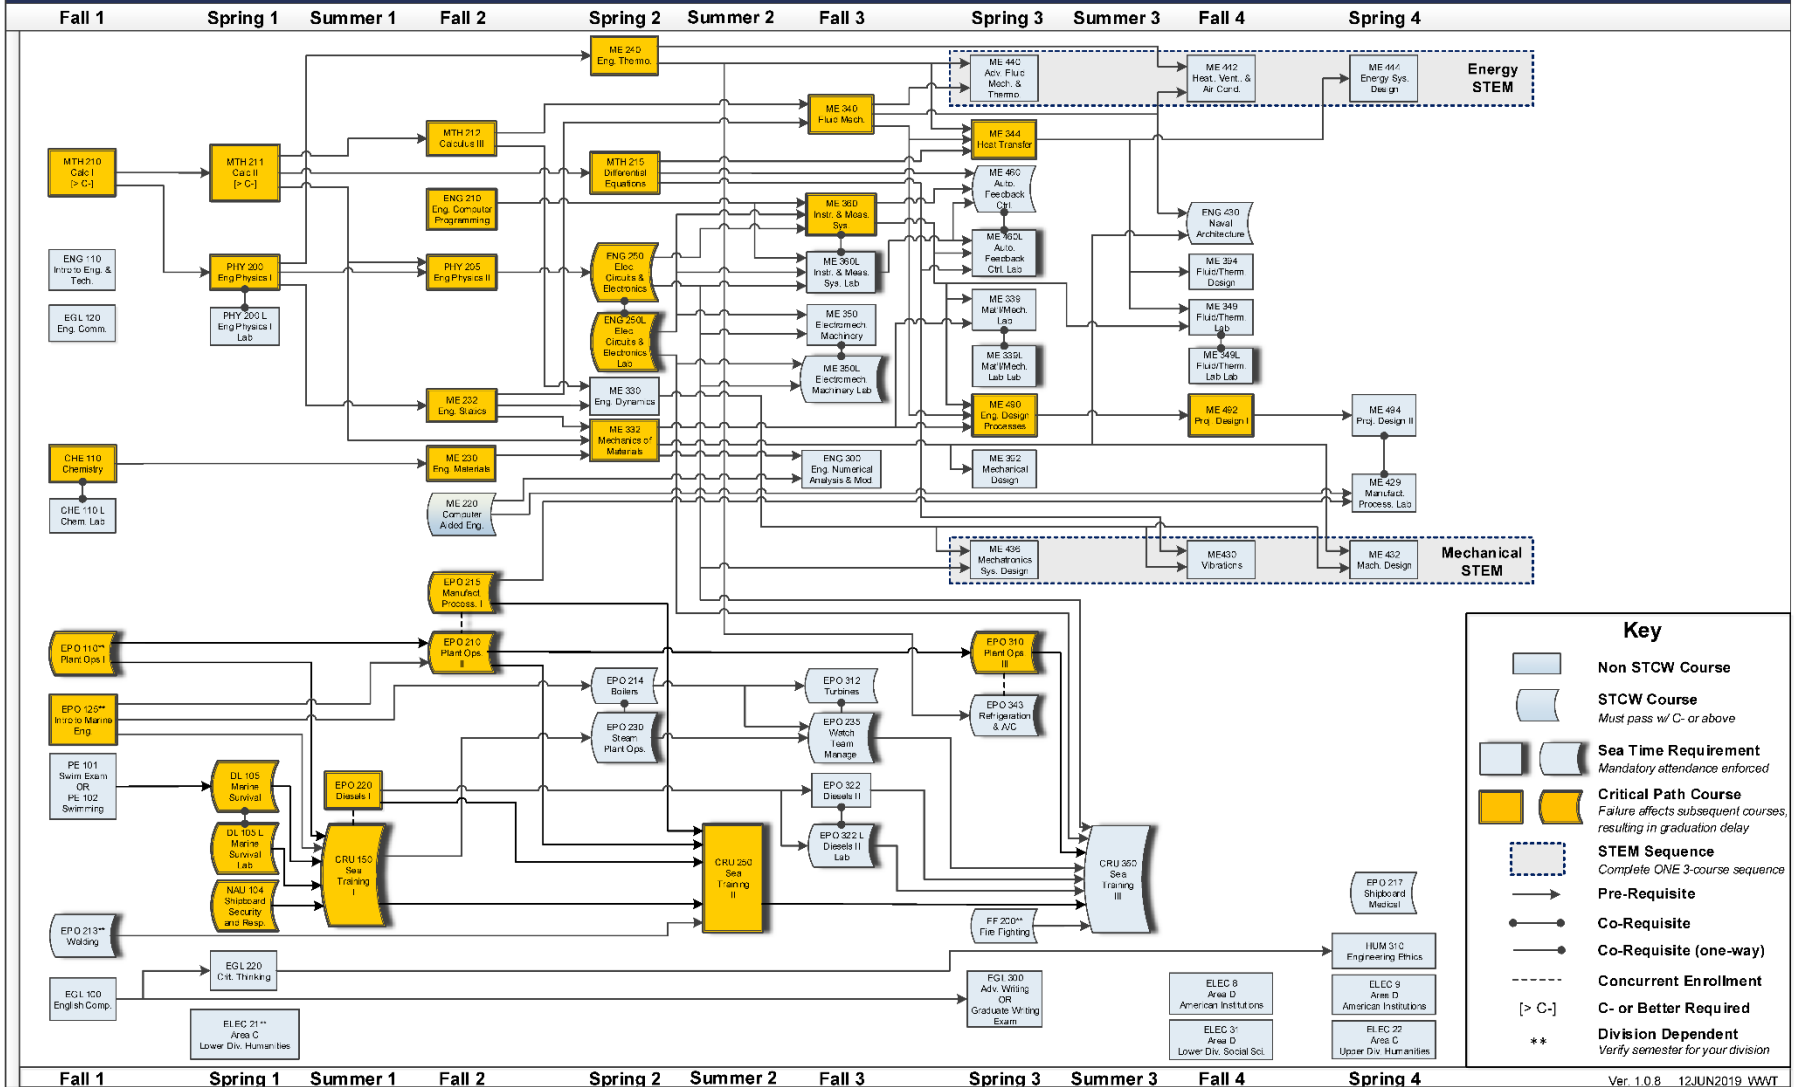 Fall 1
Spring 1
Summer 1
Fall 2
Spring 2
Summer 2
Fall 3
Spring 3
Summer 3
Fall 4
Spring 4
MTH 210
Calc I
[> C-]
ENG 110
Intro to Eng. &
Tech.
EGL 120
Eng. Comm.
CHE 110
Chemistry
CHE 110 L
Chem. Lab
EPO 110**
Plant Ops I
EPO 125**
Intro to Marine
Eng.
PE 101
Swim Exam
OR
PE 102
Swimming
EPO 213**
Welding
EGL 100
English Comp.
MTH 211
Calc II
[> C-]
PHY 200
Eng Physics I
PHY 200 L
Eng Physics I
Lab
DL 105
Marine
Survival
DL 105 L
Marine
Survival
Lab
NAU 104
Shipboard
Security
and Resp.
EGL 220
Crit. Thinking
ELEC 21**
Area C
Lower Div. Humanities
EPO 220
Diesels I
CRU 150
Sea
Training
I
MTH 212
Calculus III
ENG 210
Eng. Computer
Programming
PHY 205
Eng Physics II
ME 232
Eng. Statics
ME 230
Eng. Materials
ME 220
Computer
Aided Eng.
EPO 215
Manufact.
Process. I
EPO 210
Plant Ops
II
ME 240
Eng. Thermo.
MTH 215
Differential
Equations
ENG 250
Elec
Circuits &
Electronics
ENG 250L
Elec
Circuits &
Electronics
Lab
ME 330
Eng. Dynamics
ME 332
Mechanics of
Materials
EPO 214
Boilers
EPO 230
Steam
Plant Ops.
CRU 250
Sea
Training
II
ME 340
Fluid Mech.
ME 360
Instr. & Meas.
Sys.
ME 360L
Instr. & Meas.
Sys. Lab
ME 350
Electromech.
Machinery
ME 350L
Electromech.
Machinery Lab
ENG 300
Eng. Numerical
Analysis & Mod.
EPO 312
Turbines
EPO 235
Watch
Team
Manage
EPO 322
Diesels II
EPO 322 L
Diesels II
Lab
ME 440
Adv. Fluid
Mech. &
Thermo.
ME 344
Heat Transfer
ME 460
Auto.
Feedback
Ctrl.
ME 460L
Auto.
Feedback
Ctrl. Lab
ME 339
Mat'l/Mech.
Lab
ME 339L
Mat'l/Mech.
Lab Lab
ME 490
Eng. Design
Processes
ME 392
Mechanical
Design
ME 436
Mechatronics
Sys. Design
EPO 310
Plant Ops
III
EPO 343
Refrigeration
& A/C
FF 200**
Fire Fighting
EGL 300
Adv. Writing
OR
Graduate Writing
Exam
CRU 350
Sea
Training
III
ME 442
Heat., Vent., &
Air Cond.
ENG 430
Naval
Architecture
ME 394
Fluid/Therm
Design
ME 349
Fluid/Therm.
Lab
ME 349L
Fluid/Therm.
Lab Lab
ME 492
Proj. Design I
ME430
Vibrations
ELEC 8
Area D
American Institutions
ELEC 31
Area D
Lower Div. Social Sci.
ME 444
Energy Sys.
Design
ME 494
Proj. Design II
ME 429
Manufact.
Process. Lab
ME 432
Mach. Design
EPO 217
Shipboard
Medical
HUM 310
Engineering Ethics
ELEC 9
Area D
American Institutions
ELEC 22
Area C
Upper Div. Humanities
Energy
STEM
Mechanical
STEM
Key
Non STCW Course
STCW Course
Must pass w/ C- or above
Sea Time Requirement
Mandatory attendance enforced
Critical Path Course
Failure affects subsequent courses,
resulting in graduation delay
STEM Sequence
Complete ONE 3-course sequence
Pre-Requisite
Co-Requisite
Co-Requisite (one-way)
Concurrent Enrollment
[> C-]
C- or Better Required
**
Division Dependent
Verify semester for your division
Fall 1
Spring 1
Summer 1
Fall 2
Spring 2
Summer 2
Fall 3
Spring 3
Summer 3
Fall 4
Spring 4
Ver. 1.0.8 12JUN2019 WWT